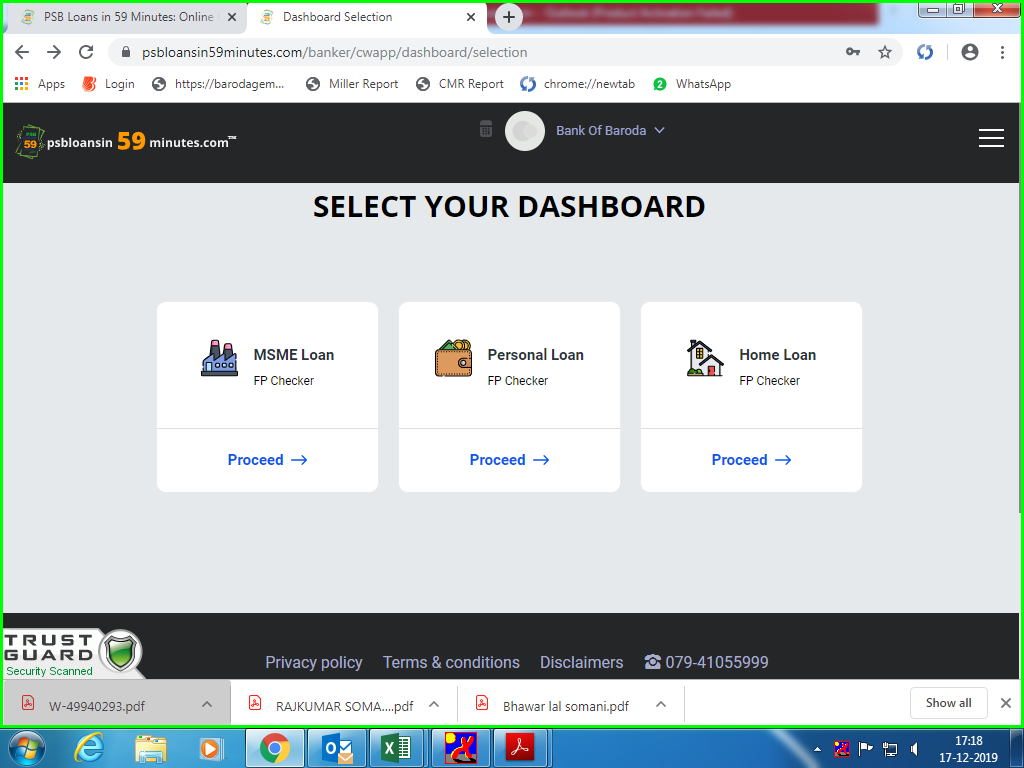 PSB Loans in 59 Minutes: Online
Dashboard Selection
psbloansin59minutes.com/banker/cwapp/dashboard/selection
Apps
Login
https://barodagem...
Miller Report
CMR Report
chrome://newtab
2
WhatsApp
PSB
59
psbloansin 59 minutes.com™
Bank Of Baroda
SELECT YOUR DASHBOARD
MSME Loan
FP Checker
Proceed →
Personal Loan
FP Checker
Proceed →
Home Loan
FP Checker
Proceed →
TRUST
GUARD
Security Scanned
Privacy policy
Terms & conditions
Disclaimers
079-41055999
W-49940293.pdf
RAJKUMAR SOMA....pdf
Bhawar lal somani.pdf
Show all
17:18
17-12-2019